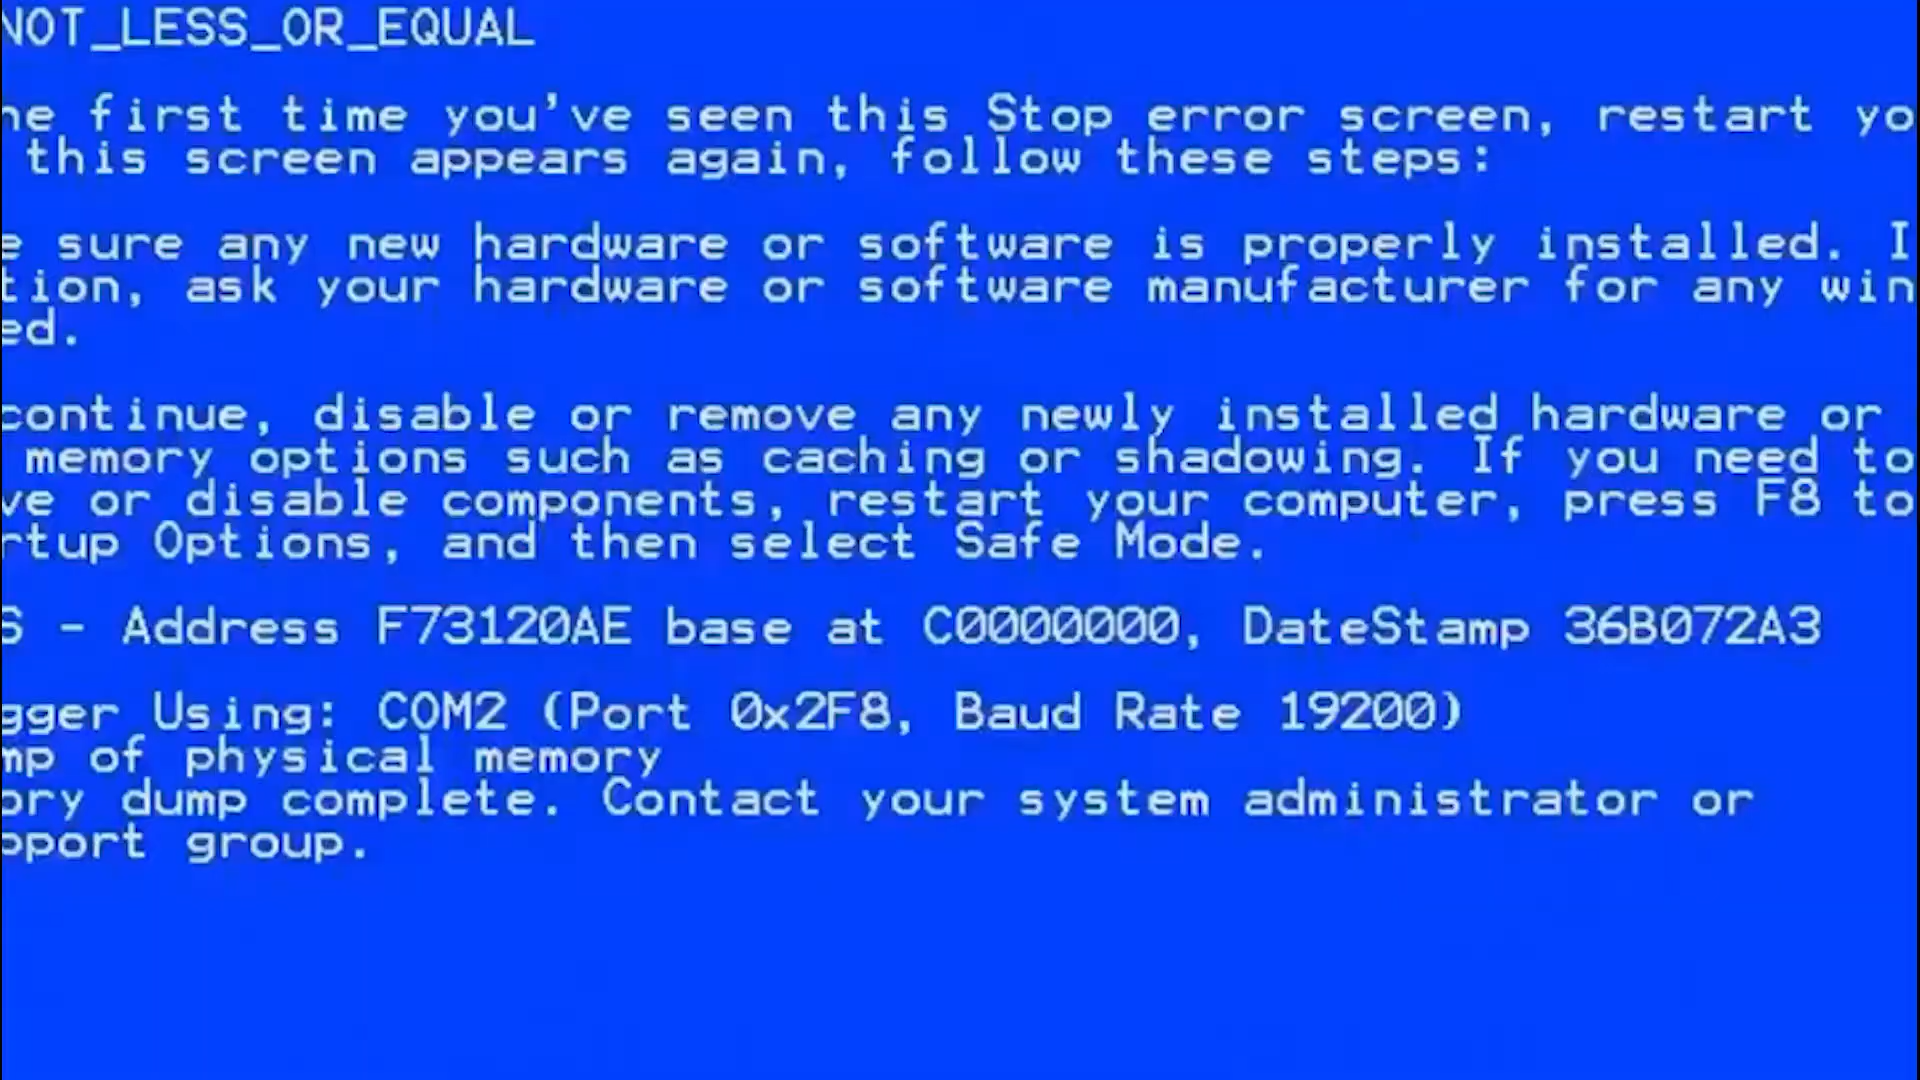 NOT_LESS_OR_EQUAL
he first time you've seen this Stop error screen, restart yo
this screen appears again, follow these steps:
e sure any new hardware or software is properly installed. I
tion, ask your hardware or software manufacturer for any win
ed.
continue, disable or remove any newly installed hardware or
memory options such as caching or shadowing. If you need to
ve or disable components, restart your computer, press F8 to
rtup Options, and then select Safe Mode.
S - Address F73120AE base at C0000000, DateStamp 36B072A3
gger Using: COM2 (Port 0x2F8, Baud Rate 19200)
mp of physical memory
ory dump complete. Contact your system administrator or
pport group.